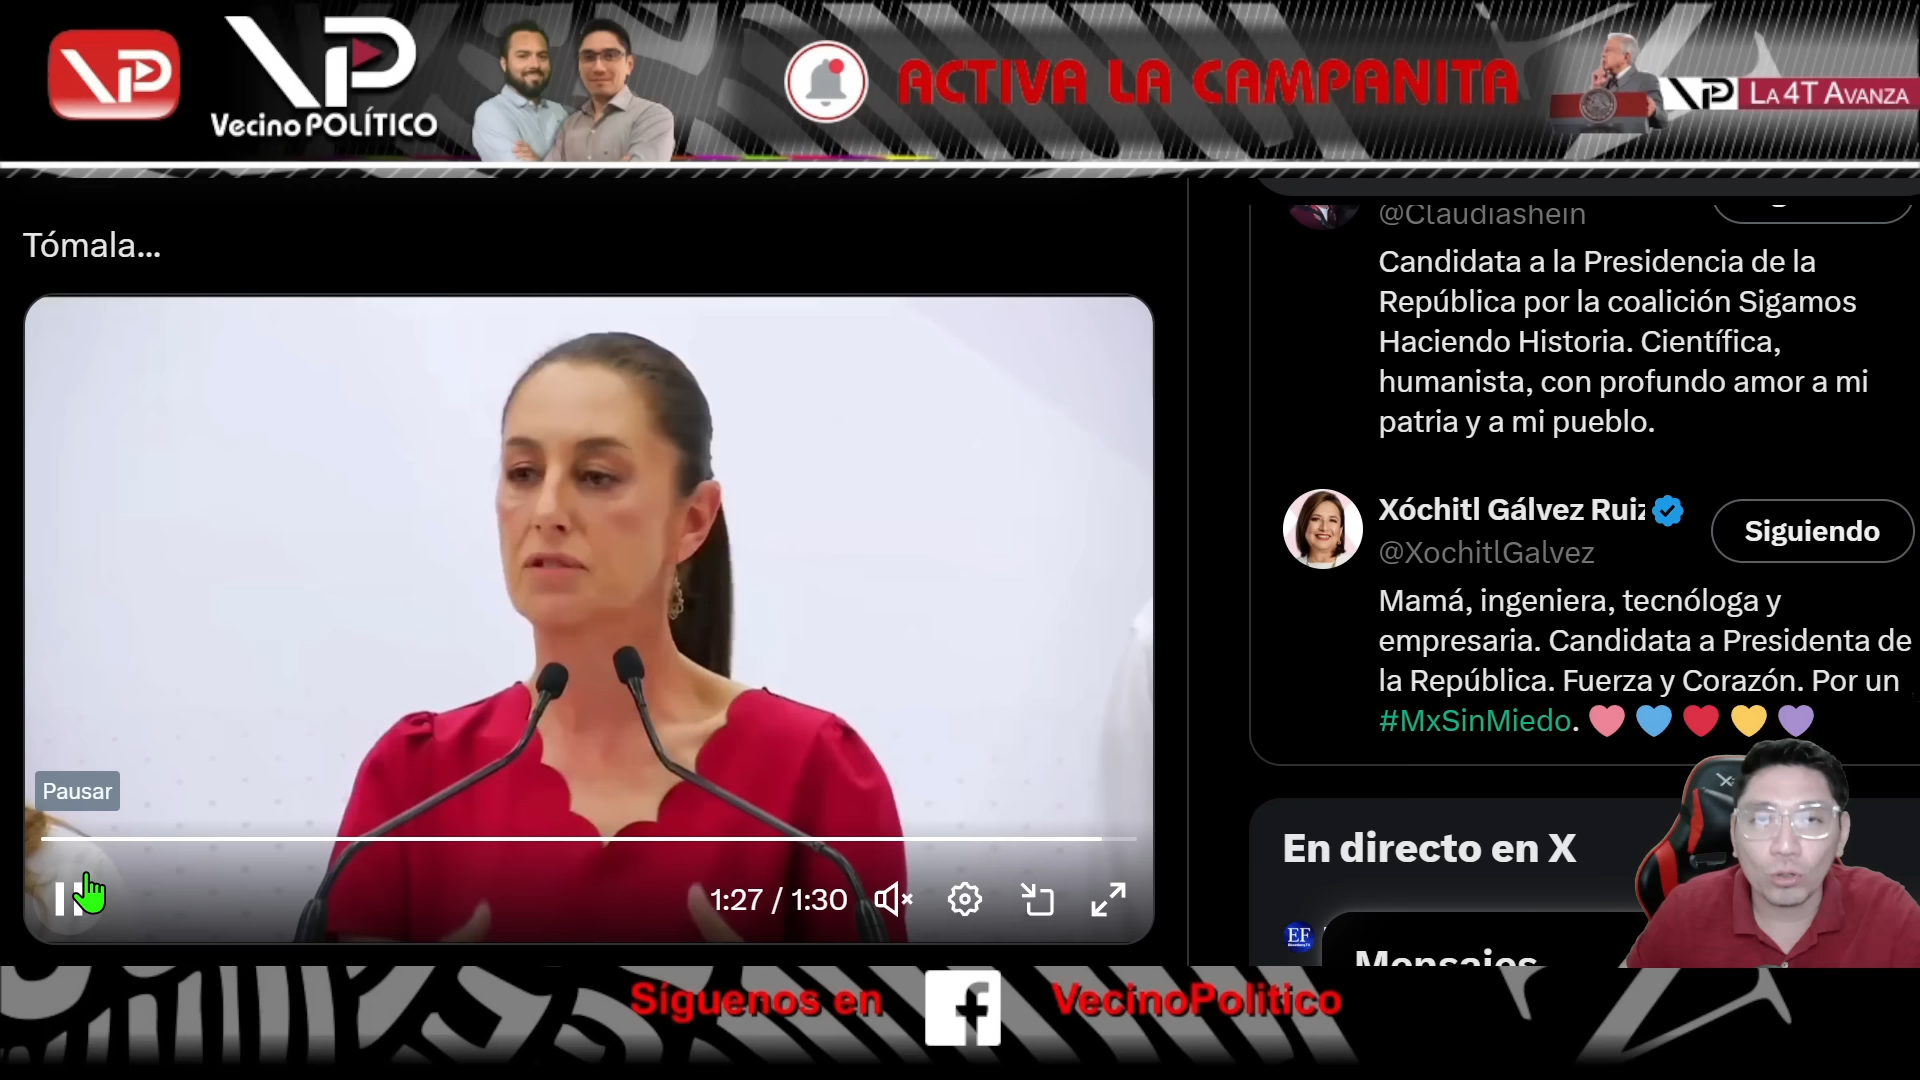 VP
VP
Vecino POLÍTICO
ACTIVA LA CAMPANITA
VP LA 4T AVANZA
Tómala...
@Claudiashein
Candidata a la Presidencia de la
República por la coalición Sigamos
Haciendo Historia. Científica,
humanista, con profundo amor a mi
patria y a mi pueblo.
Xóchitl Gálvez Ruiz
@XochitlGalvez
Siguiendo
Mamá, ingeniera, tecnóloga y
empresaria. Candidata a Presidenta de
la República. Fuerza y Corazón. Por un
#MxSinMiedo.
Pausar
1:27 / 1:30
En directo en X
EF
Mensajes
Síguenos en
VecinoPolitico